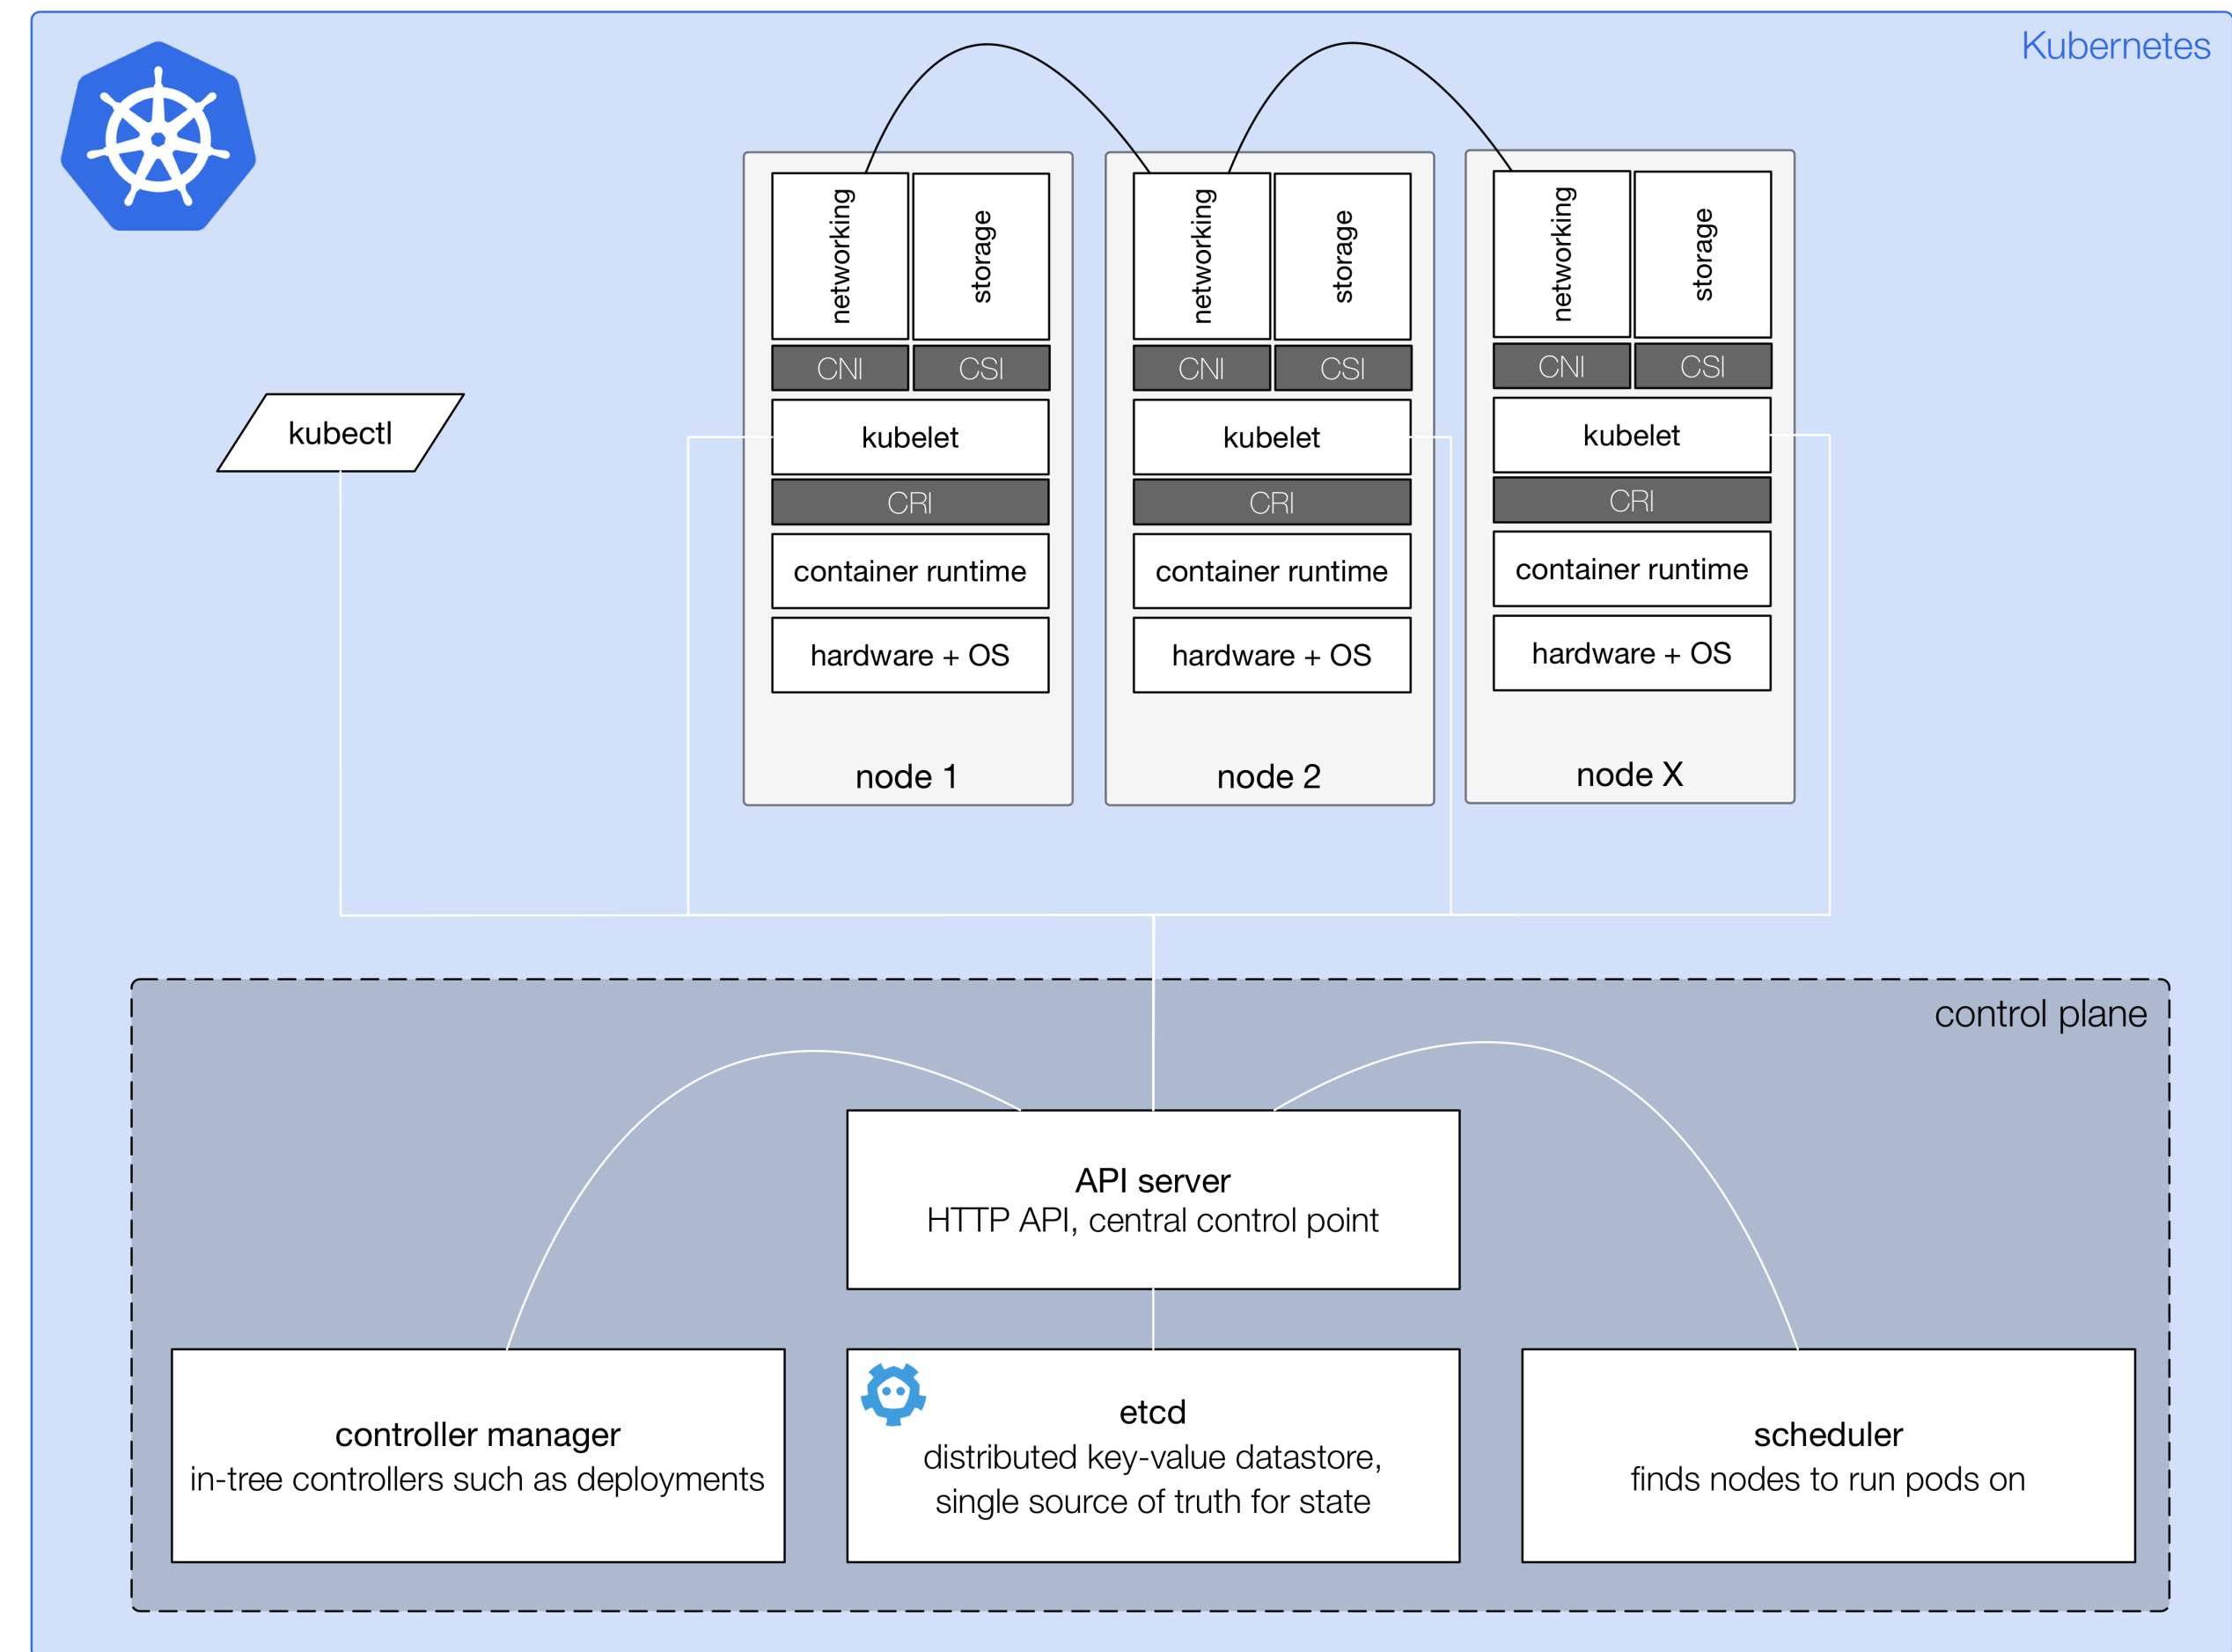 Kubernetes
kubectl
networking
storage
CNI
CSI
kubelet
CRI
container runtime
hardware + OS
node 1
networking
storage
CNI
CSI
kubelet
CRI
container runtime
hardware + OS
node 2
networking
storage
CNI
CSI
kubelet
CRI
container runtime
hardware + OS
node X
control plane
API server
HTTP API, central control point
controller manager
in-tree controllers such as deployments
etcd
distributed key-value datastore,
single source of truth for state
scheduler
finds nodes to run pods on